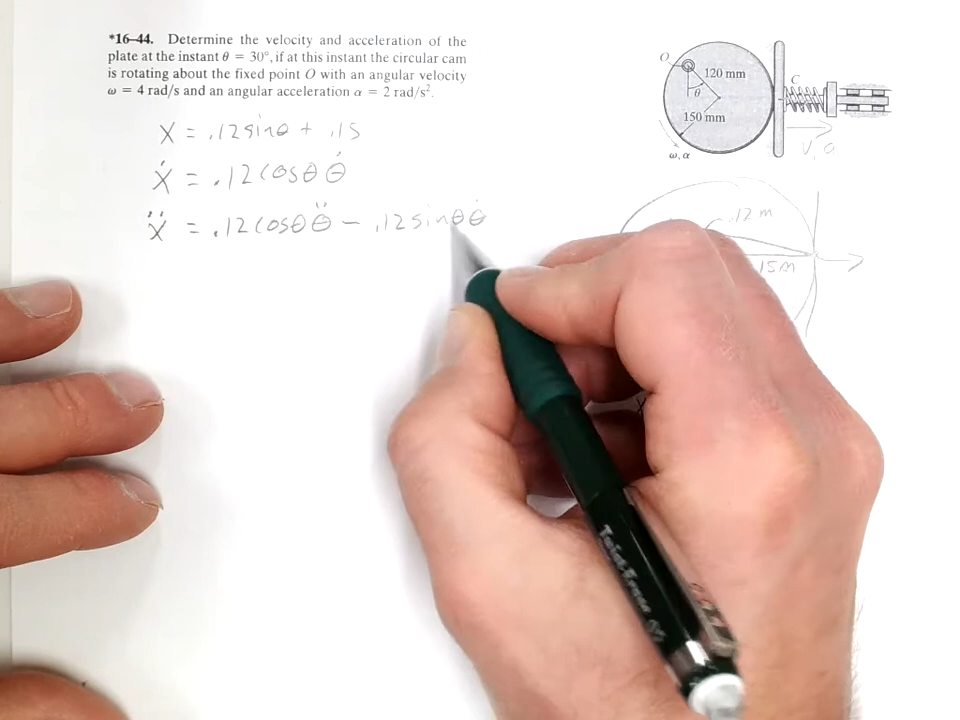 *16–44. Determine the velocity and acceleration of the
plate at the instant θ = 30°, if at this instant the circular cam
is rotating about the fixed point O with an angular velocity
ω = 4 rad/s and an angular acceleration α = 2 rad/s².
O
120 mm
C
θ
150 mm
ω, α
V, a
X = .12sinθ + .15
Ẋ = .12cosθ θ̇
Ẍ = .12cosθ θ̈ − .12sinθ θ̇
.12 m
.15m